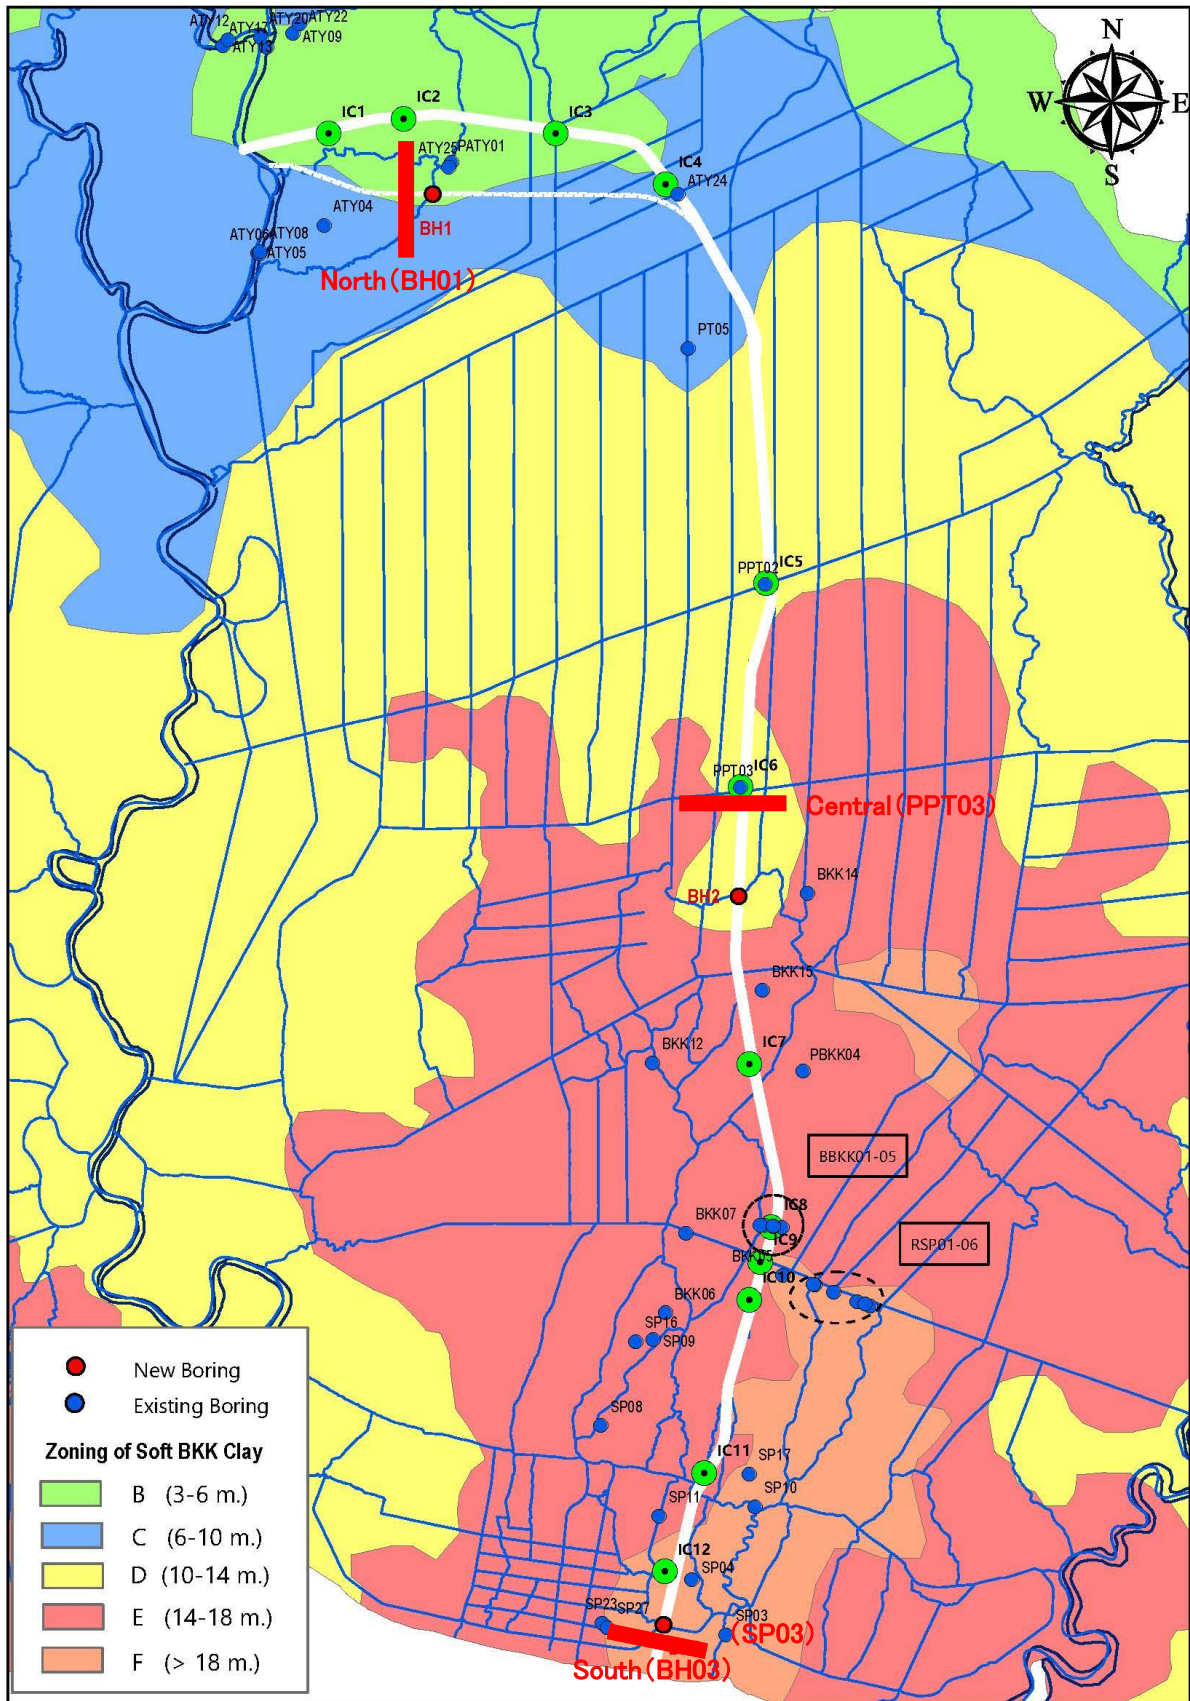 ATY12
ATY17
ATY20
ATY22
ATY13
ATY09
N
W
E
S
IC1
IC2
IC3
ATY25
PATY01
IC4
ATY24
ATY04
BH1
ATY06
ATY08
ATY05
North(BH01)
PT05
IC5
PPT02
PPT03
IC6
Central(PPT03)
BKK14
BH2
BKK15
BKK12
IC7
PBKK04
BBKK01-05
BKK07
IC8
IC9
RSP01-06
BKK05
IC10
BKK06
SP16
SP09
SP08
IC11
SP17
SP10
SP11
IC12
SP04
SP23
SP27
SP03
(SP03)
South(BH03)
New Boring
Existing Boring
Zoning of Soft BKK Clay
B (3-6 m.)
C (6-10 m.)
D (10-14 m.)
E (14-18 m.)
F (> 18 m.)